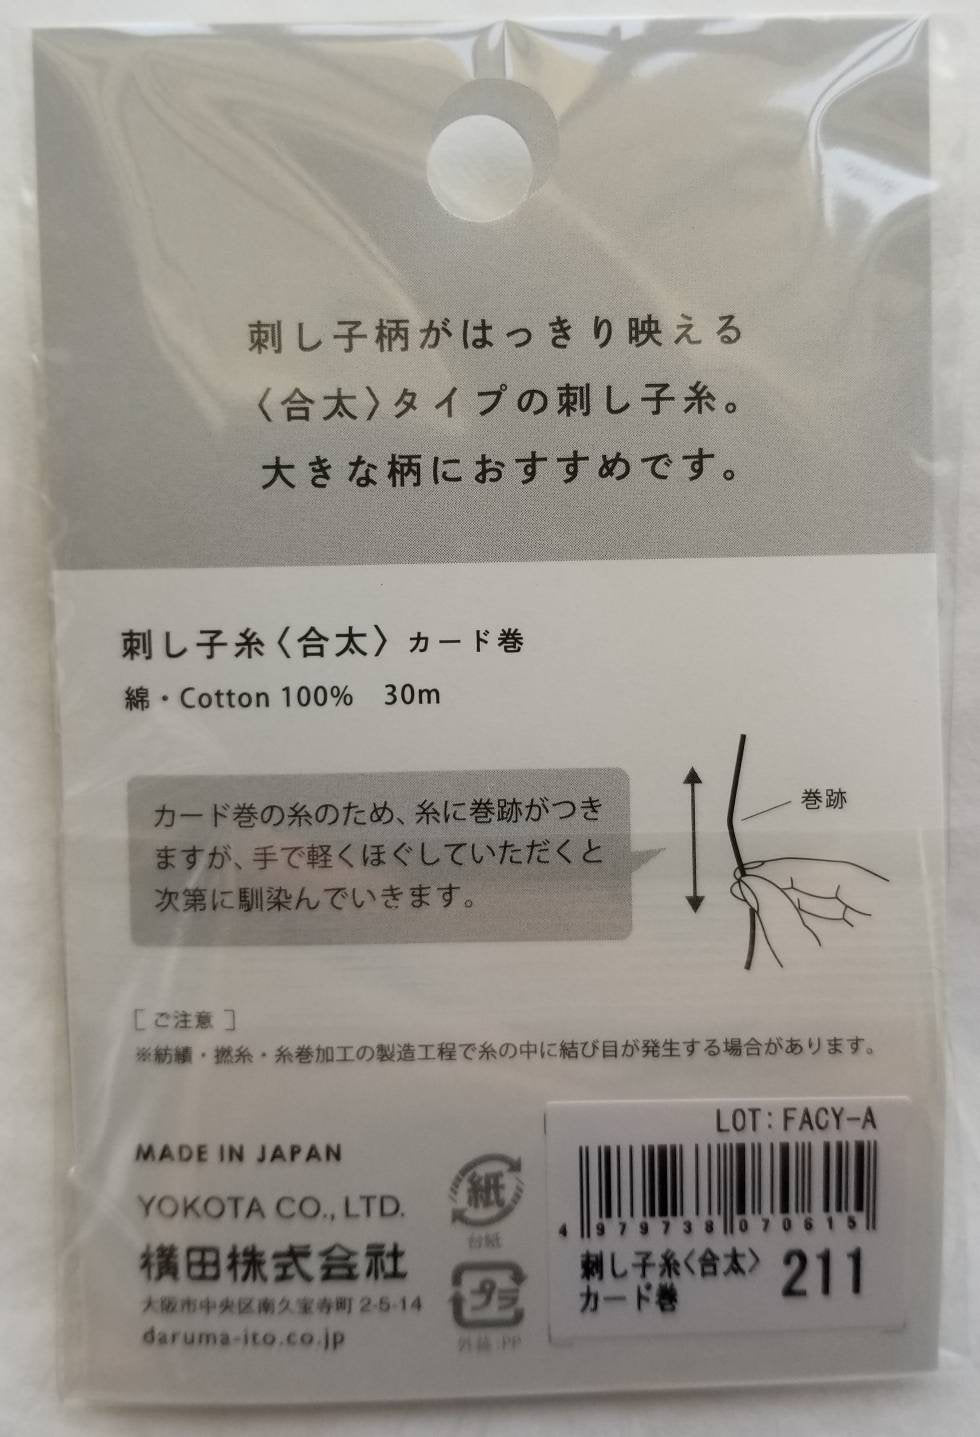 刺し子柄がはっきり映える
〈合太〉タイプの刺し子糸。
大きな柄におすすめです。
刺し子糸〈合太〉カード巻
綿・Cotton 100%　30m
カード巻の糸のため、糸に巻跡がつき
ますが、手で軽くほぐしていただくと
次第に馴染んでいきます。
巻跡
［ご注意］
※紡績・撚糸・糸巻加工の製造工程で糸の中に結び目が発生する場合があります。
MADE IN JAPAN
YOKOTA CO., LTD.
横田株式会社
大阪市中央区南久宝寺町 2-5-14
daruma-ito.co.jp
紙
台紙
プラ
外装:PP
LOT: FACY-A
4 979738 070615
刺し子糸〈合太〉
カード巻
211